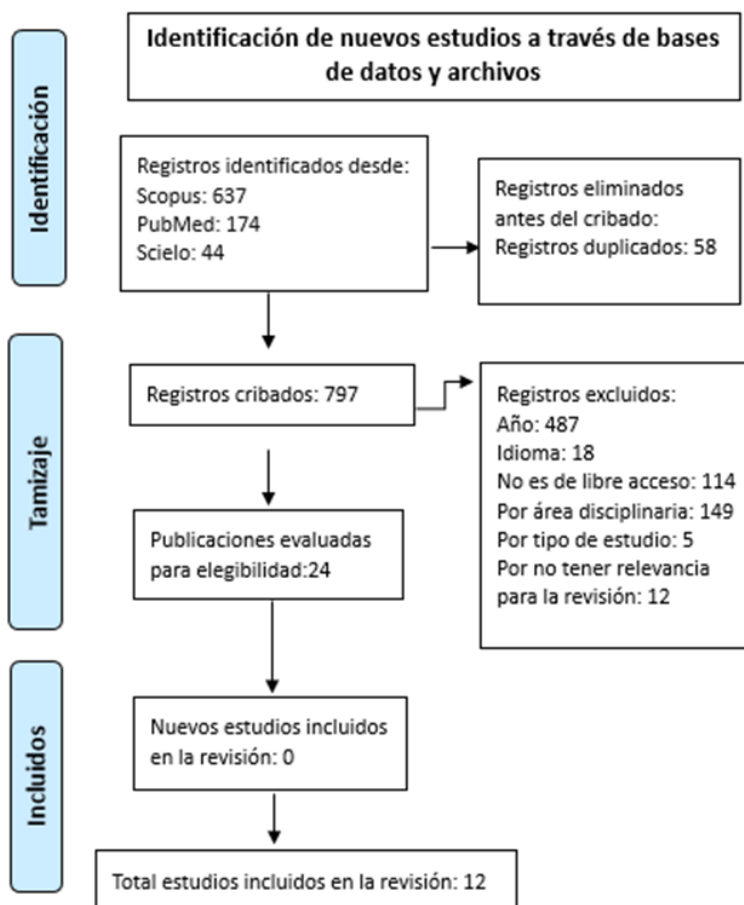 Identificación de nuevos estudios a través de bases
de datos y archivos
Identificación
Registros identificados desde:
Scopus: 637
PubMed: 174
Scielo: 44
Registros eliminados
antes del cribado:
Registros duplicados: 58
Tamizaje
Registros cribados: 797
Registros excluidos:
Año: 487
Idioma: 18
No es de libre acceso: 114
Por área disciplinaria: 149
Por tipo de estudio: 5
Por no tener relevancia
para la revisión: 12
Publicaciones evaluadas
para elegibilidad:24
Incluidos
Nuevos estudios incluidos
en la revisión: 0
Total estudios incluidos en la revisión: 12